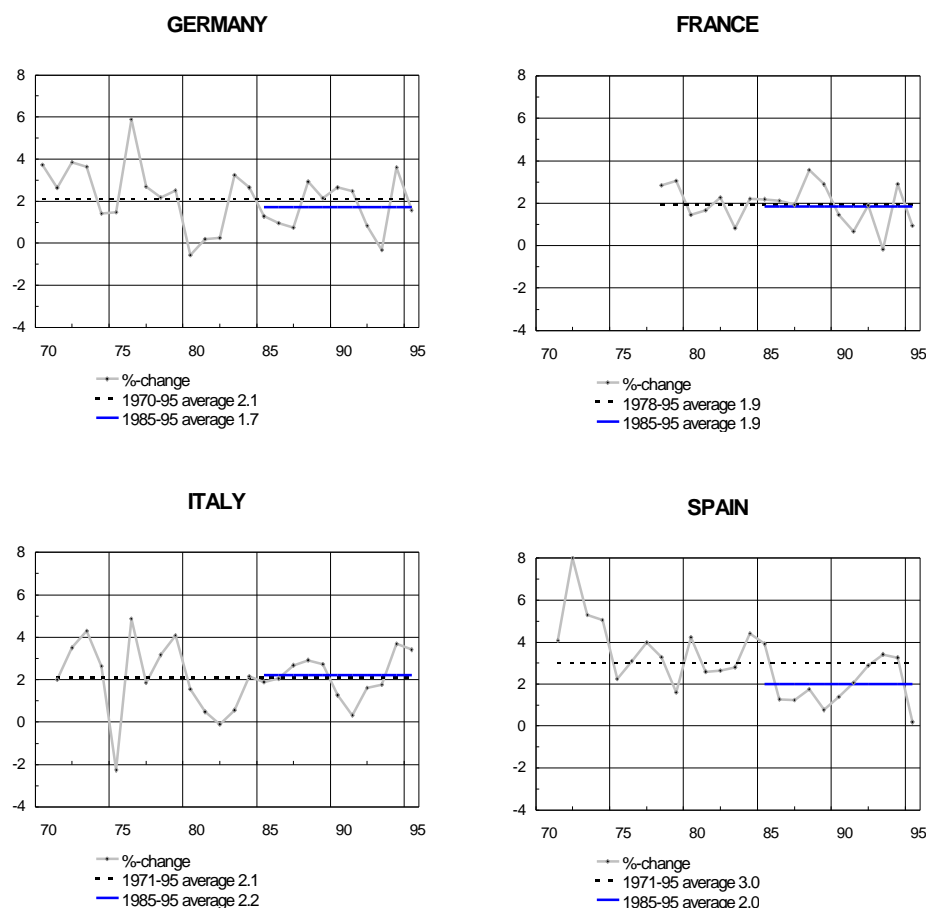 GERMANY
8
6
4
2
0
-2
-4
70 75 80 85 90 95
%-change
1970-95 average 2.1
1985-95 average 1.7
FRANCE
8
6
4
2
0
-2
-4
70 75 80 85 90 95
%-change
1978-95 average 1.9
1985-95 average 1.9
ITALY
8
6
4
2
0
-2
-4
70 75 80 85 90 95
%-change
1971-95 average 2.1
1985-95 average 2.2
SPAIN
8
6
4
2
0
-2
-4
70 75 80 85 90 95
%-change
1971-95 average 3.0
1985-95 average 2.0